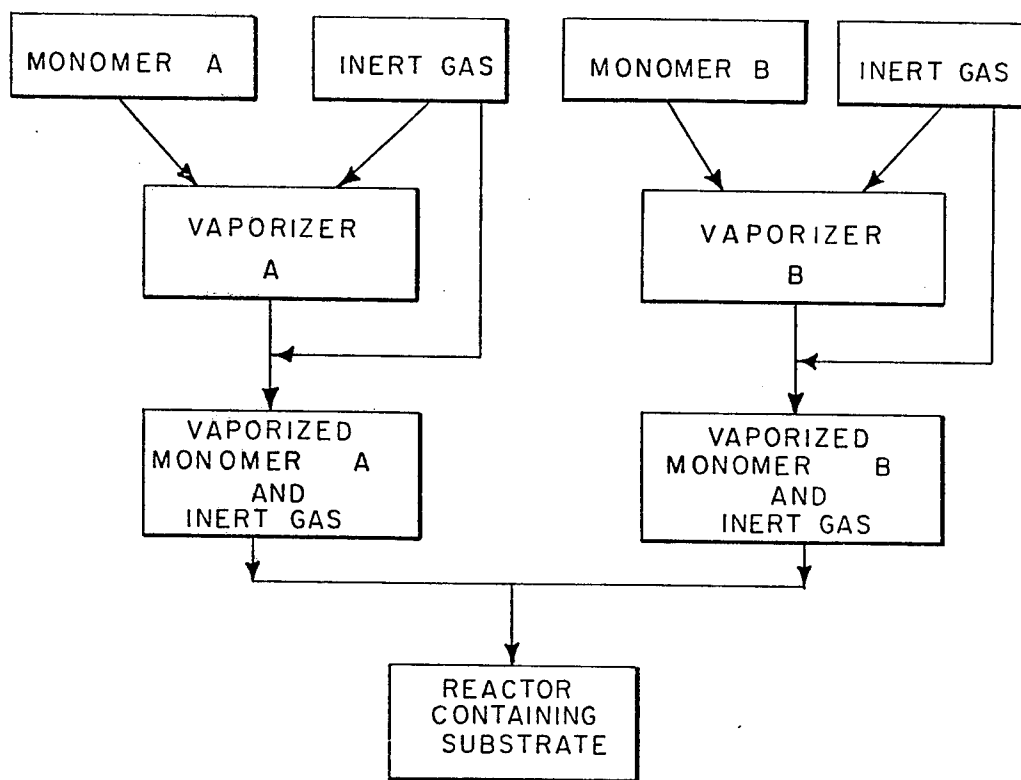 MONOMER A
INERT GAS
MONOMER B
INERT GAS
VAPORIZER
A
VAPORIZER
B
VAPORIZED
MONOMER A
AND
INERT GAS
VAPORIZED
MONOMER B
AND
INERT GAS
REACTOR
CONTAINING
SUBSTRATE